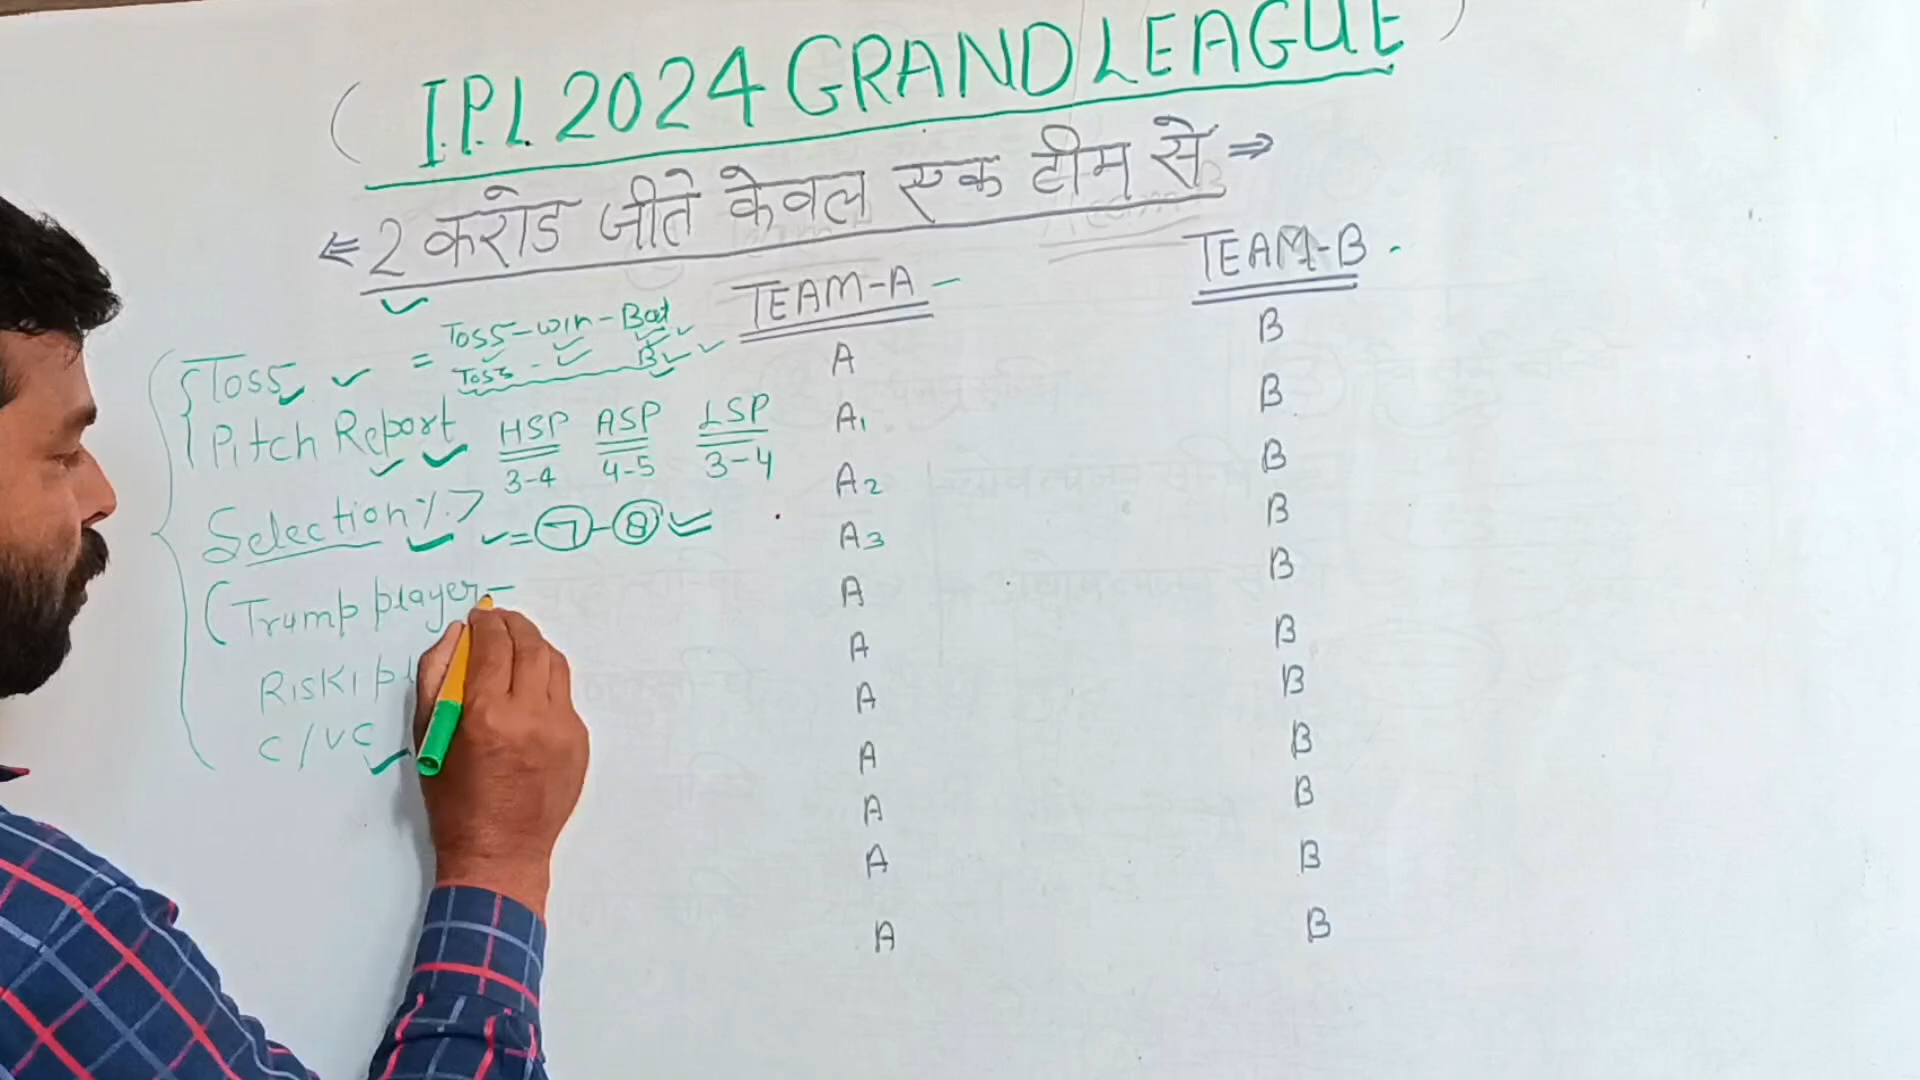 ( I.P.L 2024 GRAND LEAGUE )
⇐ 2 करोड जीते केवल एक टीम से ⇒
Toss ✓ = Toss-win-Bat
Toss - B
Pitch Report HSP ASP LSP
3-4 4-5 3-4
Selection % > = 7-8
( Trump player -
Riski pl
C/VC
TEAM-A -
A
A1
A2
A3
A
A
A
A
A
A
A
TEAM-B -
B
B
B
B
B
B
B
B
B
B
B